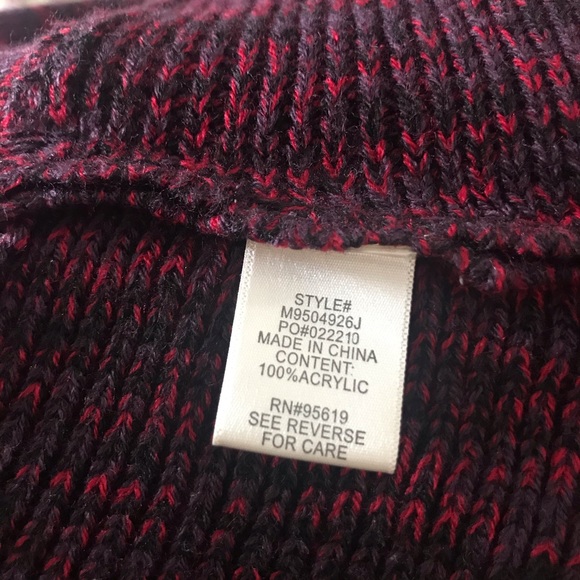 STYLE#
M9504926J
PO#022210
MADE IN CHINA
CONTENT:
100%ACRYLIC
RN#95619
SEE REVERSE
FOR CARE